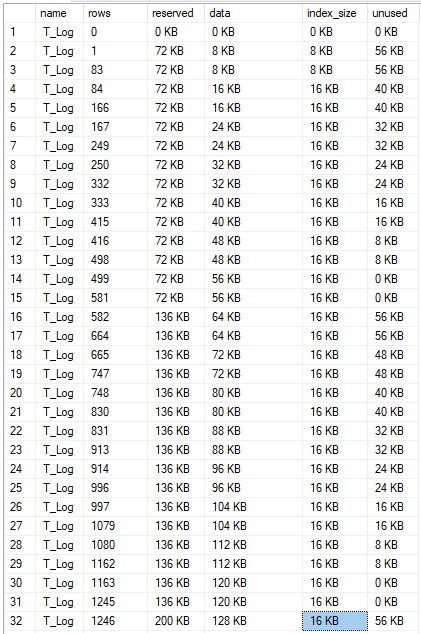 name rows reserved data index_size unused
1 T_Log 0 0 KB 0 KB 0 KB 0 KB
2 T_Log 1 72 KB 8 KB 8 KB 56 KB
3 T_Log 83 72 KB 8 KB 8 KB 56 KB
4 T_Log 84 72 KB 16 KB 16 KB 40 KB
5 T_Log 166 72 KB 16 KB 16 KB 40 KB
6 T_Log 167 72 KB 24 KB 16 KB 32 KB
7 T_Log 249 72 KB 24 KB 16 KB 32 KB
8 T_Log 250 72 KB 32 KB 16 KB 24 KB
9 T_Log 332 72 KB 32 KB 16 KB 24 KB
10 T_Log 333 72 KB 40 KB 16 KB 16 KB
11 T_Log 415 72 KB 40 KB 16 KB 16 KB
12 T_Log 416 72 KB 48 KB 16 KB 8 KB
13 T_Log 498 72 KB 48 KB 16 KB 8 KB
14 T_Log 499 72 KB 56 KB 16 KB 0 KB
15 T_Log 581 72 KB 56 KB 16 KB 0 KB
16 T_Log 582 136 KB 64 KB 16 KB 56 KB
17 T_Log 664 136 KB 64 KB 16 KB 56 KB
18 T_Log 665 136 KB 72 KB 16 KB 48 KB
19 T_Log 747 136 KB 72 KB 16 KB 48 KB
20 T_Log 748 136 KB 80 KB 16 KB 40 KB
21 T_Log 830 136 KB 80 KB 16 KB 40 KB
22 T_Log 831 136 KB 88 KB 16 KB 32 KB
23 T_Log 913 136 KB 88 KB 16 KB 32 KB
24 T_Log 914 136 KB 96 KB 16 KB 24 KB
25 T_Log 996 136 KB 96 KB 16 KB 24 KB
26 T_Log 997 136 KB 104 KB 16 KB 16 KB
27 T_Log 1079 136 KB 104 KB 16 KB 16 KB
28 T_Log 1080 136 KB 112 KB 16 KB 8 KB
29 T_Log 1162 136 KB 112 KB 16 KB 8 KB
30 T_Log 1163 136 KB 120 KB 16 KB 0 KB
31 T_Log 1245 136 KB 120 KB 16 KB 0 KB
32 T_Log 1246 200 KB 128 KB 16 KB 56 KB